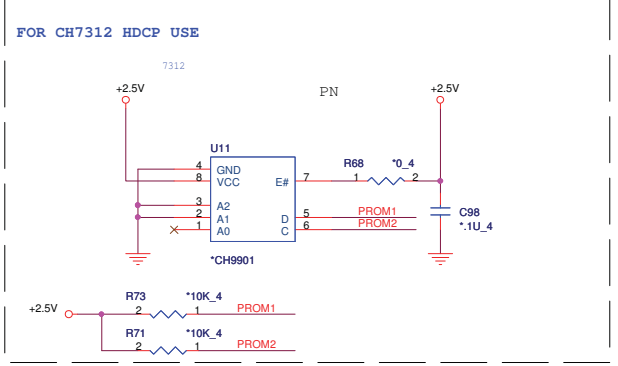 FOR CH7312 HDCP USE
7312
+2.5V
PN
+2.5V
U11
4 GND
8 VCC
E# 7
R68 *0_4
1 2
3 A2
2 A1
1 A0
D 5 PROM1
C 6 PROM2
C98
*.1U_4
*CH9901
+2.5V
R73 *10K_4
2 1 PROM1
R71 *10K_4
2 1 PROM2